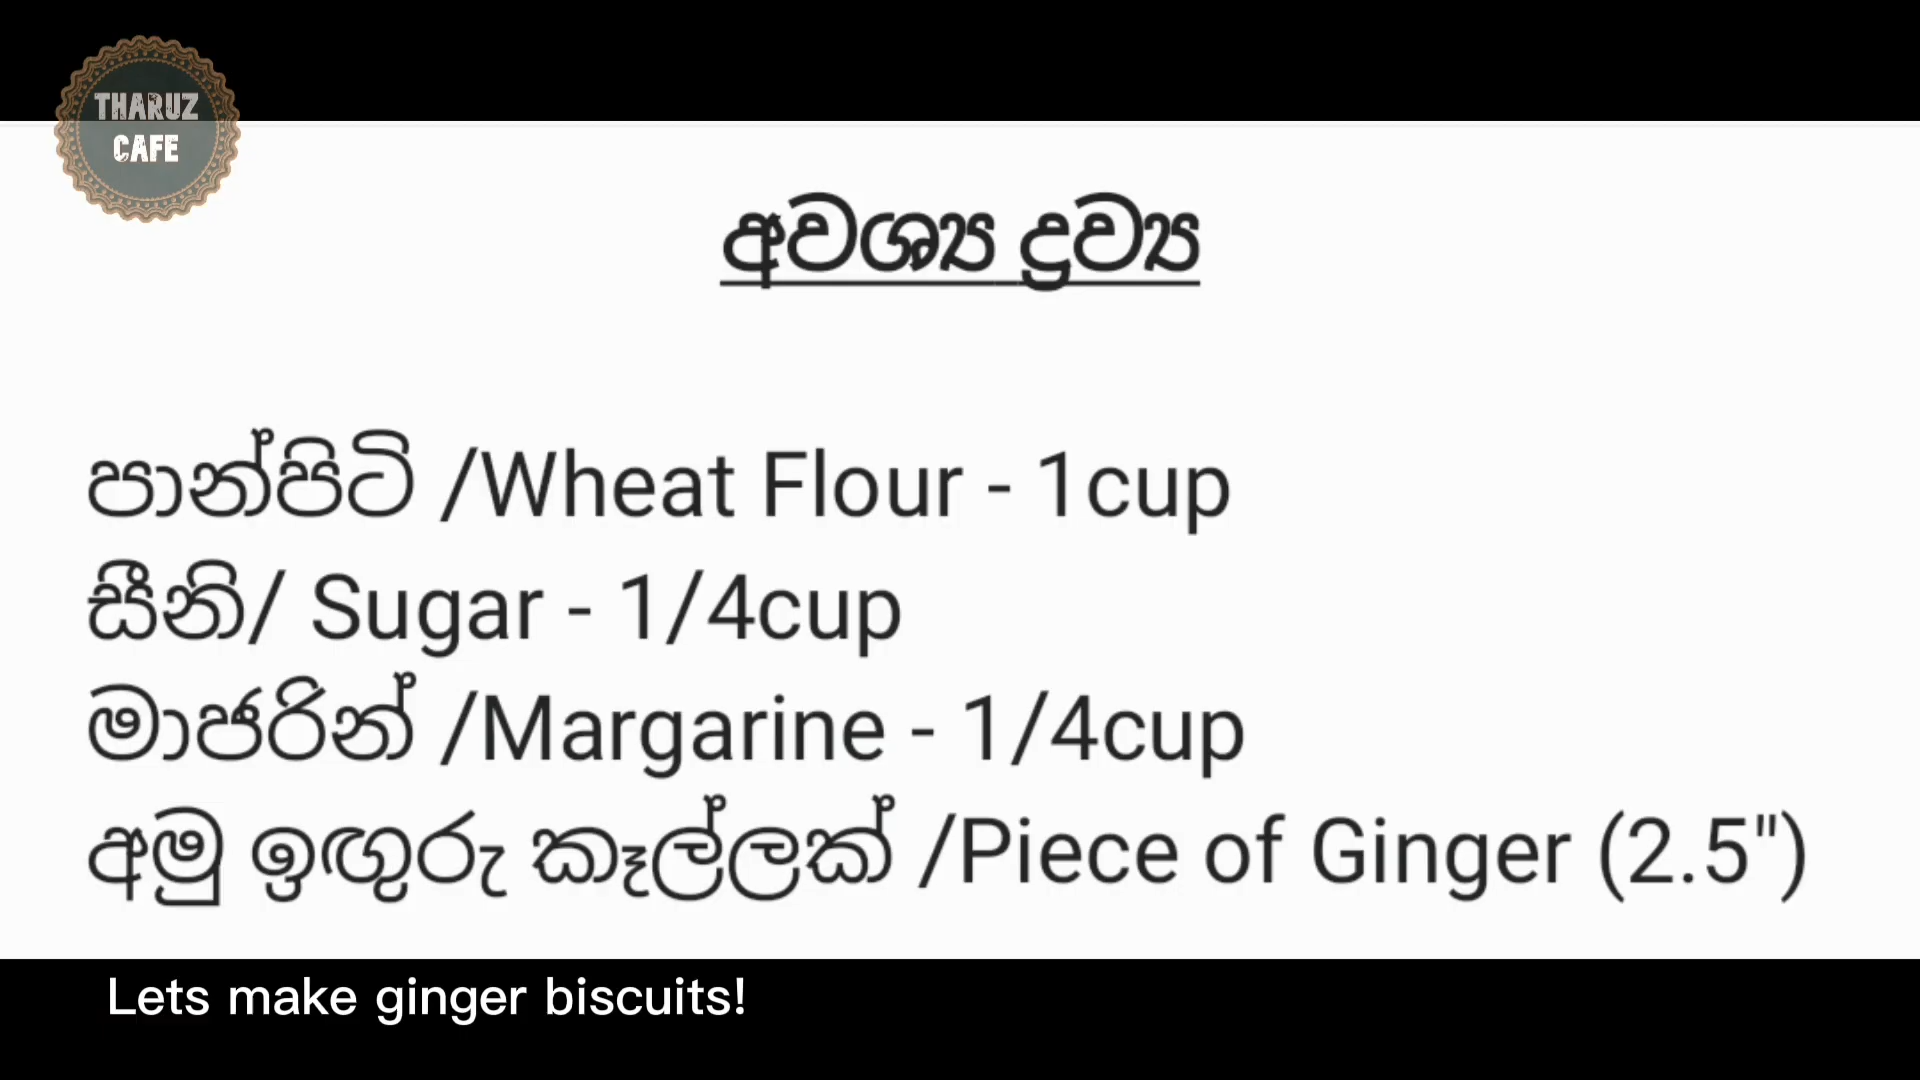 THARUZ
CAFE
අවශ්‍ය ද්‍රව්‍ය
පාන්පිටි /Wheat Flour - 1cup
සීනි/ Sugar - 1/4cup
මාජරින් /Margarine - 1/4cup
අමු ඉඟුරු කෑල්ලක් /Piece of Ginger (2.5")
Lets make ginger biscuits!